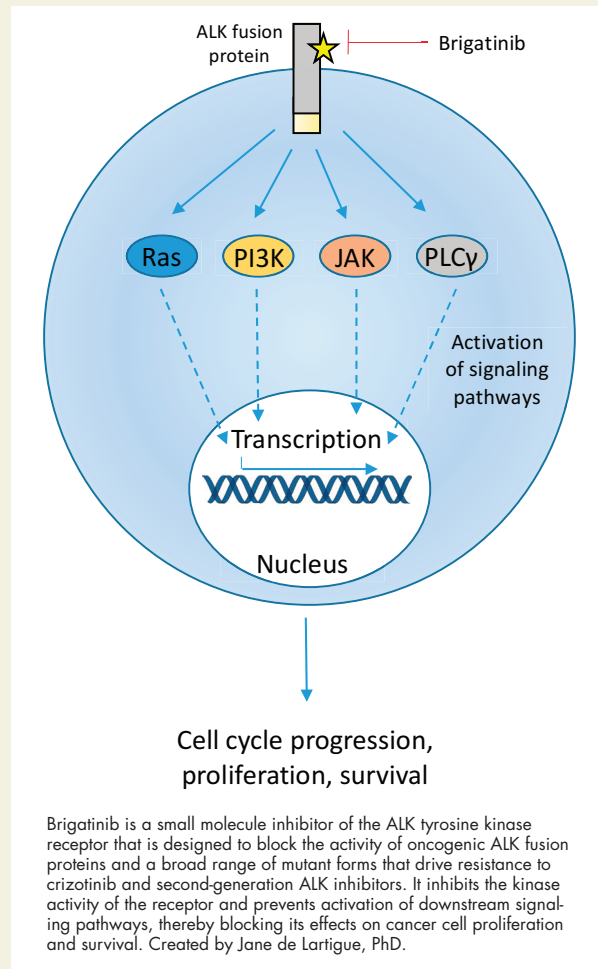 ALK fusion
protein
Brigatinib
Ras
PI3K
JAK
PLCγ
Activation
of signaling
pathways
Transcription
Nucleus
Cell cycle progression,
proliferation, survival
Brigatinib is a small molecule inhibitor of the ALK tyrosine kinase
receptor that is designed to block the activity of oncogenic ALK fusion
proteins and a broad range of mutant forms that drive resistance to
crizotinib and second-generation ALK inhibitors. It inhibits the kinase
activity of the receptor and prevents activation of downstream signal-
ing pathways, thereby blocking its effects on cancer cell proliferation
and survival. Created by Jane de Lartigue, PhD.